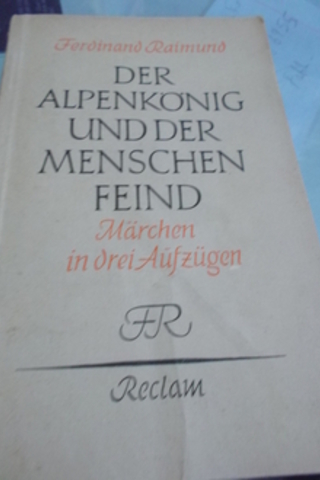 Ferdinand Raimund
DER
ALPENKÖNIG
UND DER
MENSCHEN
FEIND
Märchen
in drei Aufzügen
FR
Reclam